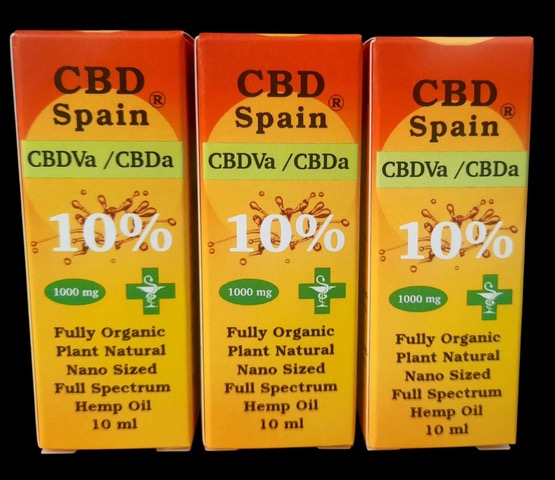 CBD
Spain®
CBDVa /CBDa
10%
1000 mg
Fully Organic
Plant Natural
Nano Sized
Full Spectrum
Hemp Oil
10 ml
CBD
Spain®
CBDVa /CBDa
10%
1000 mg
Fully Organic
Plant Natural
Nano Sized
Full Spectrum
Hemp Oil
10 ml
CBD
Spain®
CBDVa /CBDa
10%
1000 mg
Fully Organic
Plant Natural
Nano Sized
Full Spectrum
Hemp Oil
10 ml